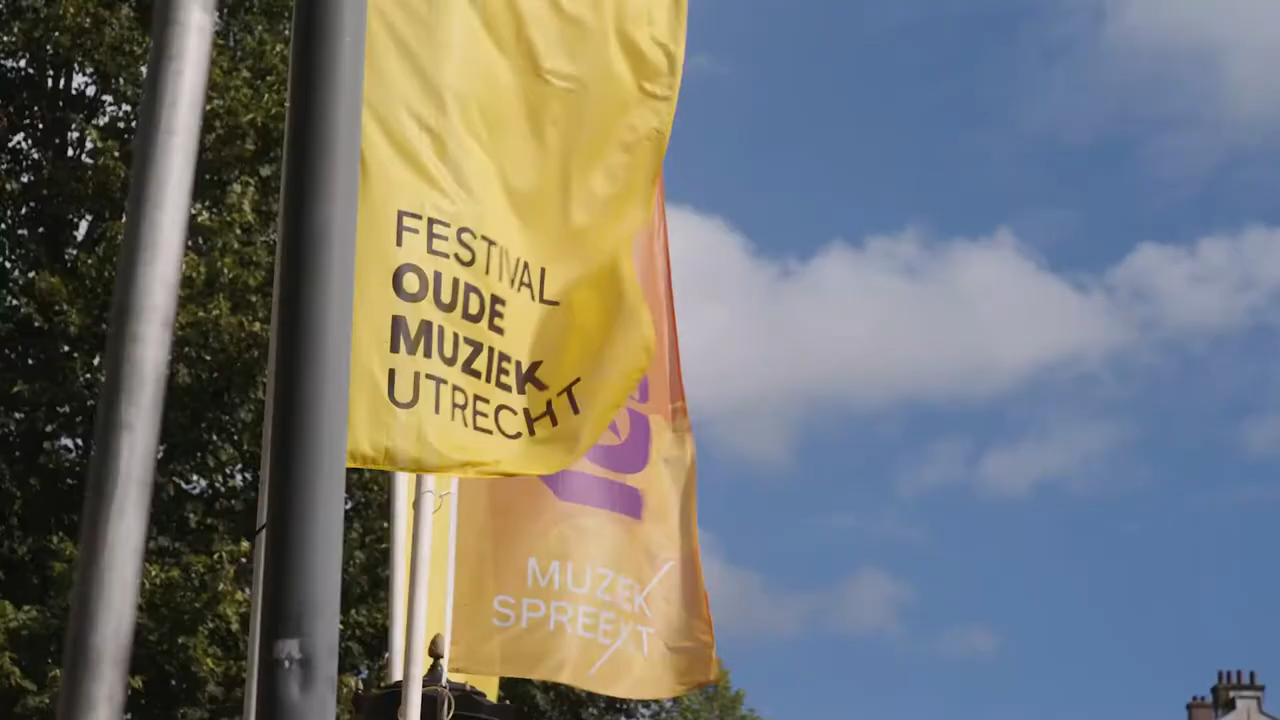 FESTIVAL
OUDE
MUZIEK
UTRECHT
MUZIEK
SPREEKT